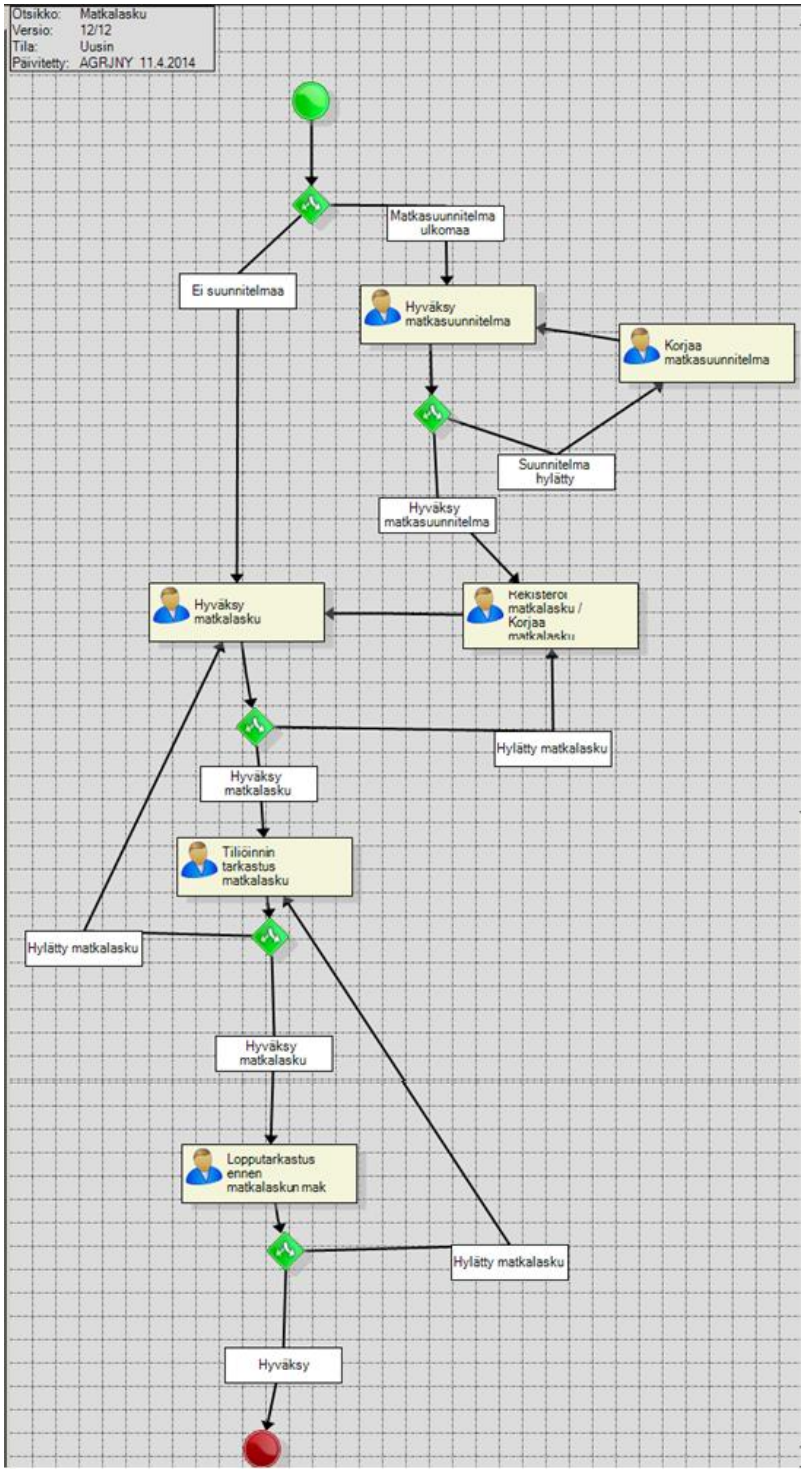 Otsikko: Matkalasku
Versio: 12/12
Tila: Uusin
Päivitetty: AGRJNY 11.4.2014
Matkasuunnitelma
ulkomaa
Ei suunnitelmaa
Hyväksy
matkasuunnitelma
Korjaa
matkasuunnitelma
Suunnitelma
hylätty
Hyväksy
matkasuunnitelma
Hyväksy
matkalasku
Rekisteröi
matkalasku /
Korjaa
matkalasku
Hylätty matkalasku
Hyväksy
matkalasku
Tiliöinnin
tarkastus
matkalasku
Hylätty matkalasku
Hyväksy
matkalasku
Lopputarkastus
ennen
matkalaskun mak
Hylätty matkalasku
Hyväksy